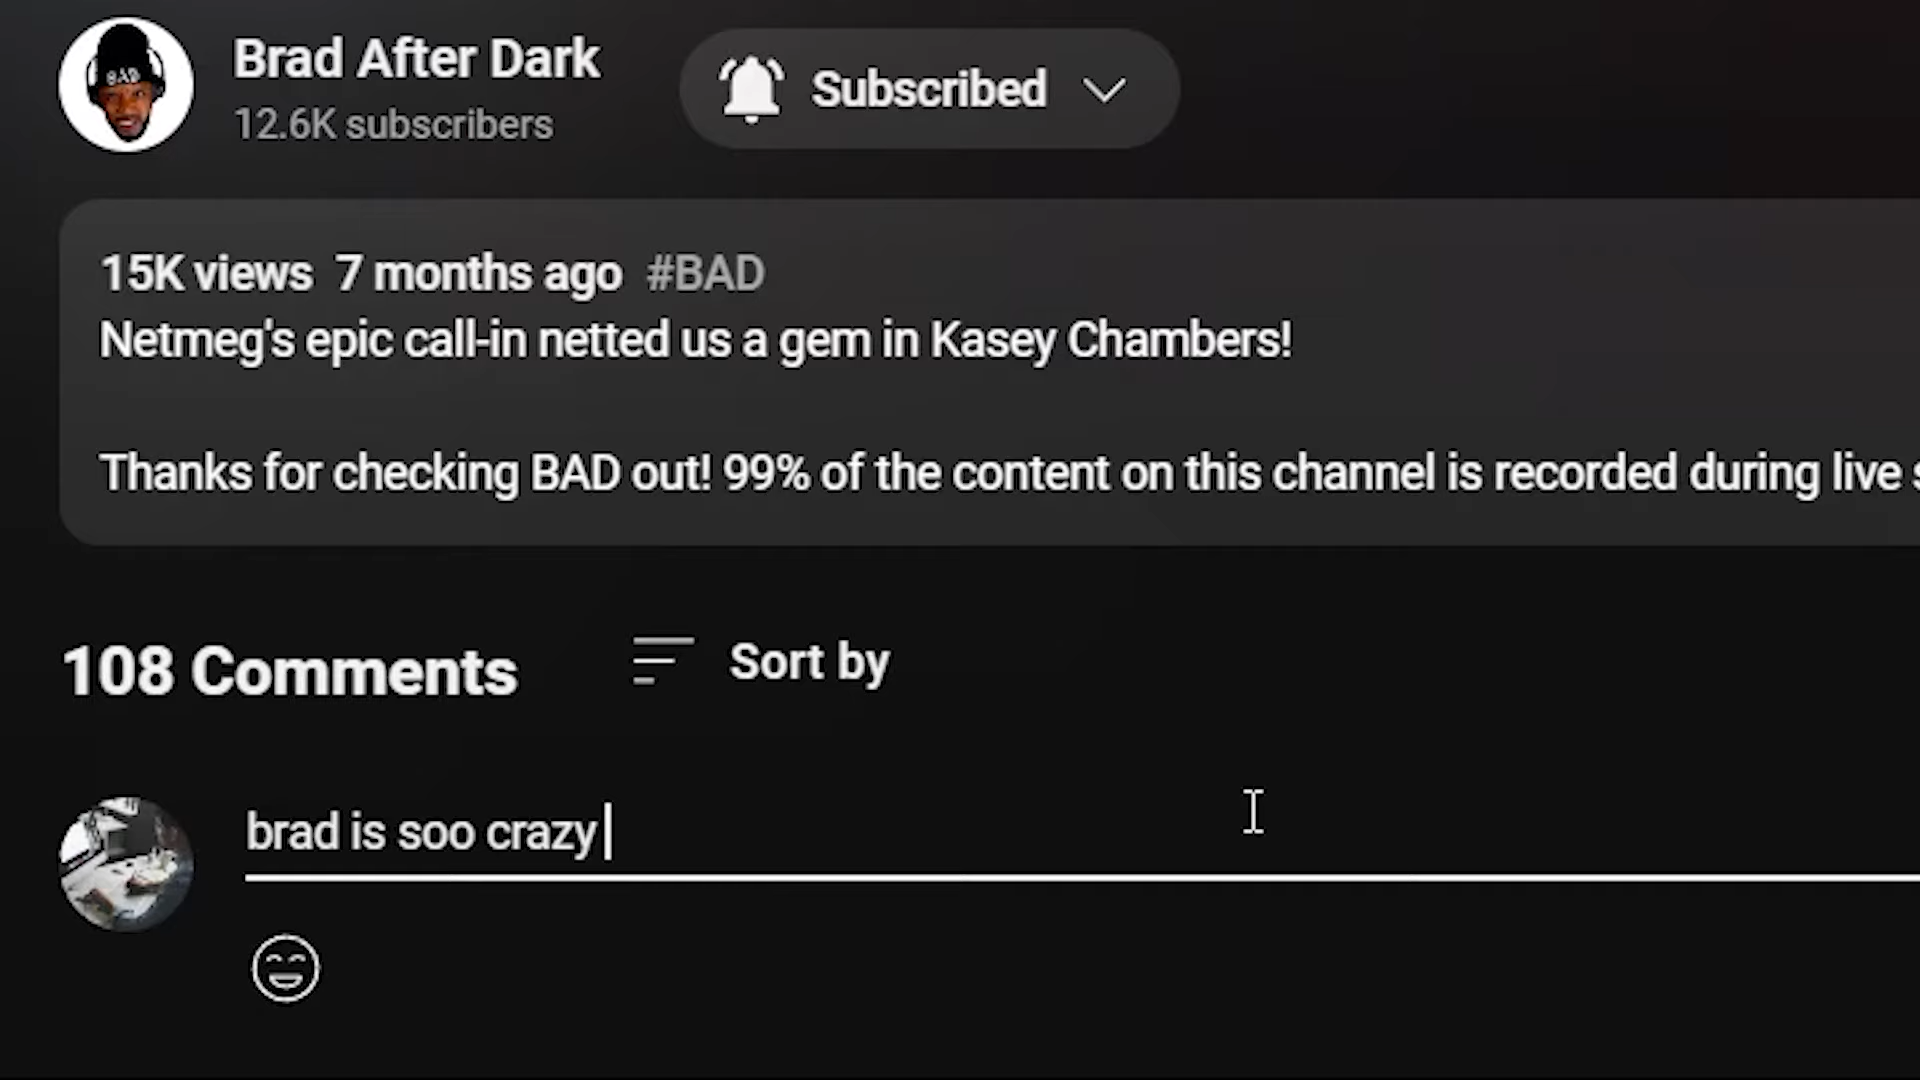 BAD
Brad After Dark
12.6K subscribers
Subscribed
15K views 7 months ago #BAD
Netmeg's epic call-in netted us a gem in Kasey Chambers!
Thanks for checking BAD out! 99% of the content on this channel is recorded during live
108 Comments
Sort by
brad is soo crazy